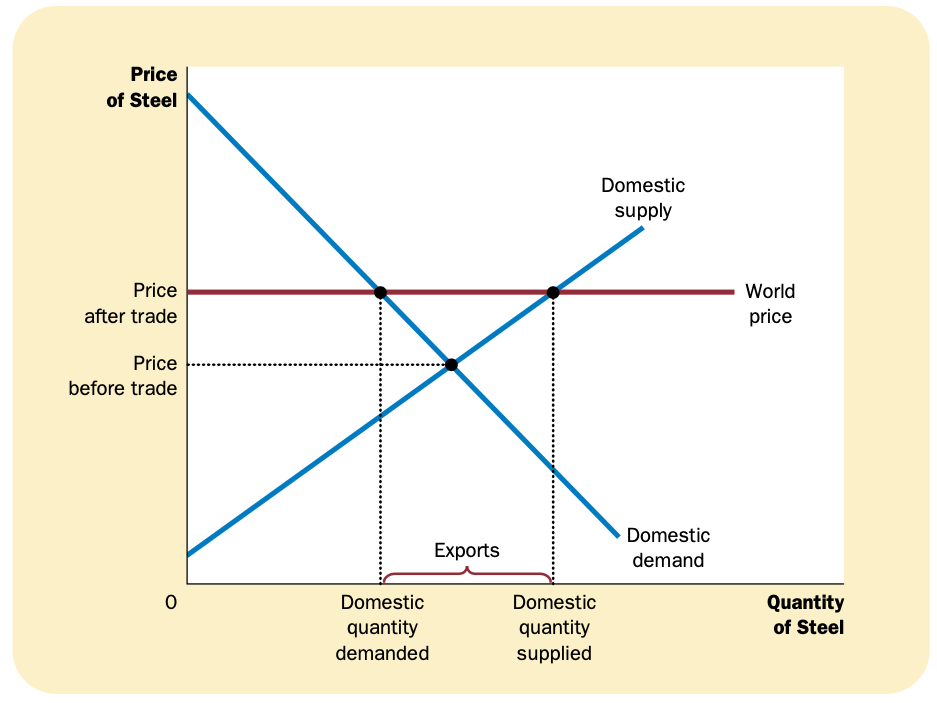 Price
of Steel
Domestic
supply
Price
after trade
World
price
Price
before trade
Domestic
demand
Exports
0
Domestic
quantity
demanded
Domestic
quantity
supplied
Quantity
of Steel